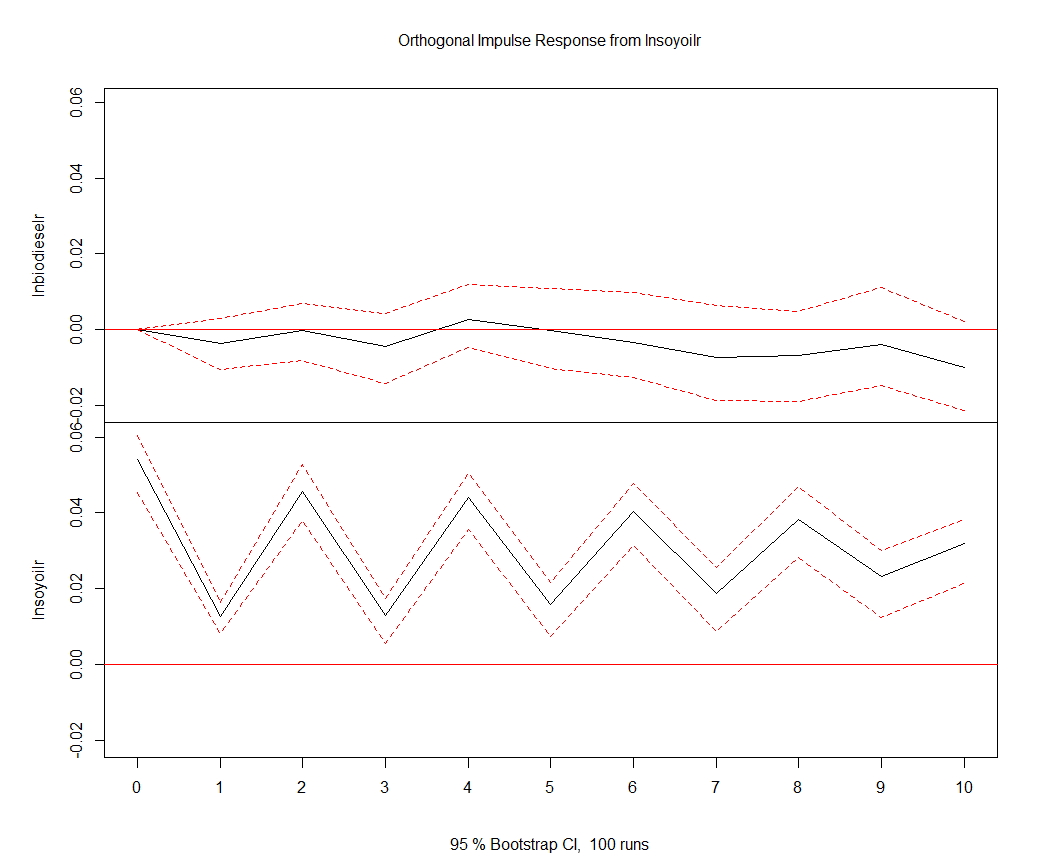 Orthogonal Impulse Response from lnsoyoilr
lnbiodieselr
0.06
0.04
0.02
0.00
-0.02
lnsoyoilr
0.06
0.04
0.02
0.00
-0.02
0 1 2 3 4 5 6 7 8 9 10
95 % Bootstrap CI, 100 runs